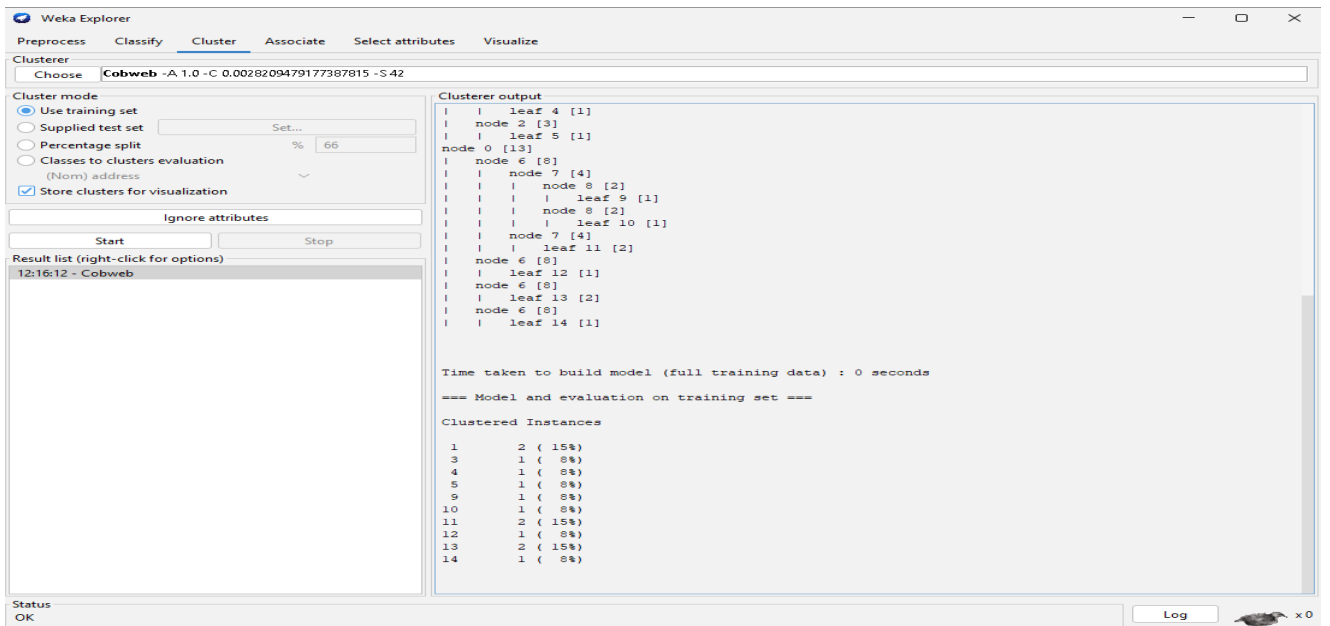 Weka Explorer
Preprocess Classify Cluster Associate Select attributes Visualize
Clusterer
Choose Cobweb -A 1.0 -C 0.0028209479177387815 -S 42
Cluster mode
Use training set
Supplied test set Set...
Percentage split % 66
Classes to clusters evaluation
(Nom) address
Store clusters for visualization
Ignore attributes
Start Stop
Result list (right-click for options)
12:16:12 - Cobweb
Clusterer output
| | leaf 4 [1]
| node 2 [3]
| | leaf 5 [1]
node 0 [13]
| node 6 [8]
| | node 7 [4]
| | | node 8 [2]
| | | | leaf 9 [1]
| | | node 8 [2]
| | | | leaf 10 [1]
| | node 7 [4]
| | | leaf 11 [2]
| node 6 [8]
| | leaf 12 [1]
| node 6 [8]
| | leaf 13 [2]
| node 6 [8]
| | leaf 14 [1]
Time taken to build model (full training data) : 0 seconds
=== Model and evaluation on training set ===
Clustered Instances
1 2 ( 15%)
3 1 ( 8%)
4 1 ( 8%)
5 1 ( 8%)
9 1 ( 8%)
10 1 ( 8%)
11 2 ( 15%)
12 1 ( 8%)
13 2 ( 15%)
14 1 ( 8%)
Status
OK
Log x 0